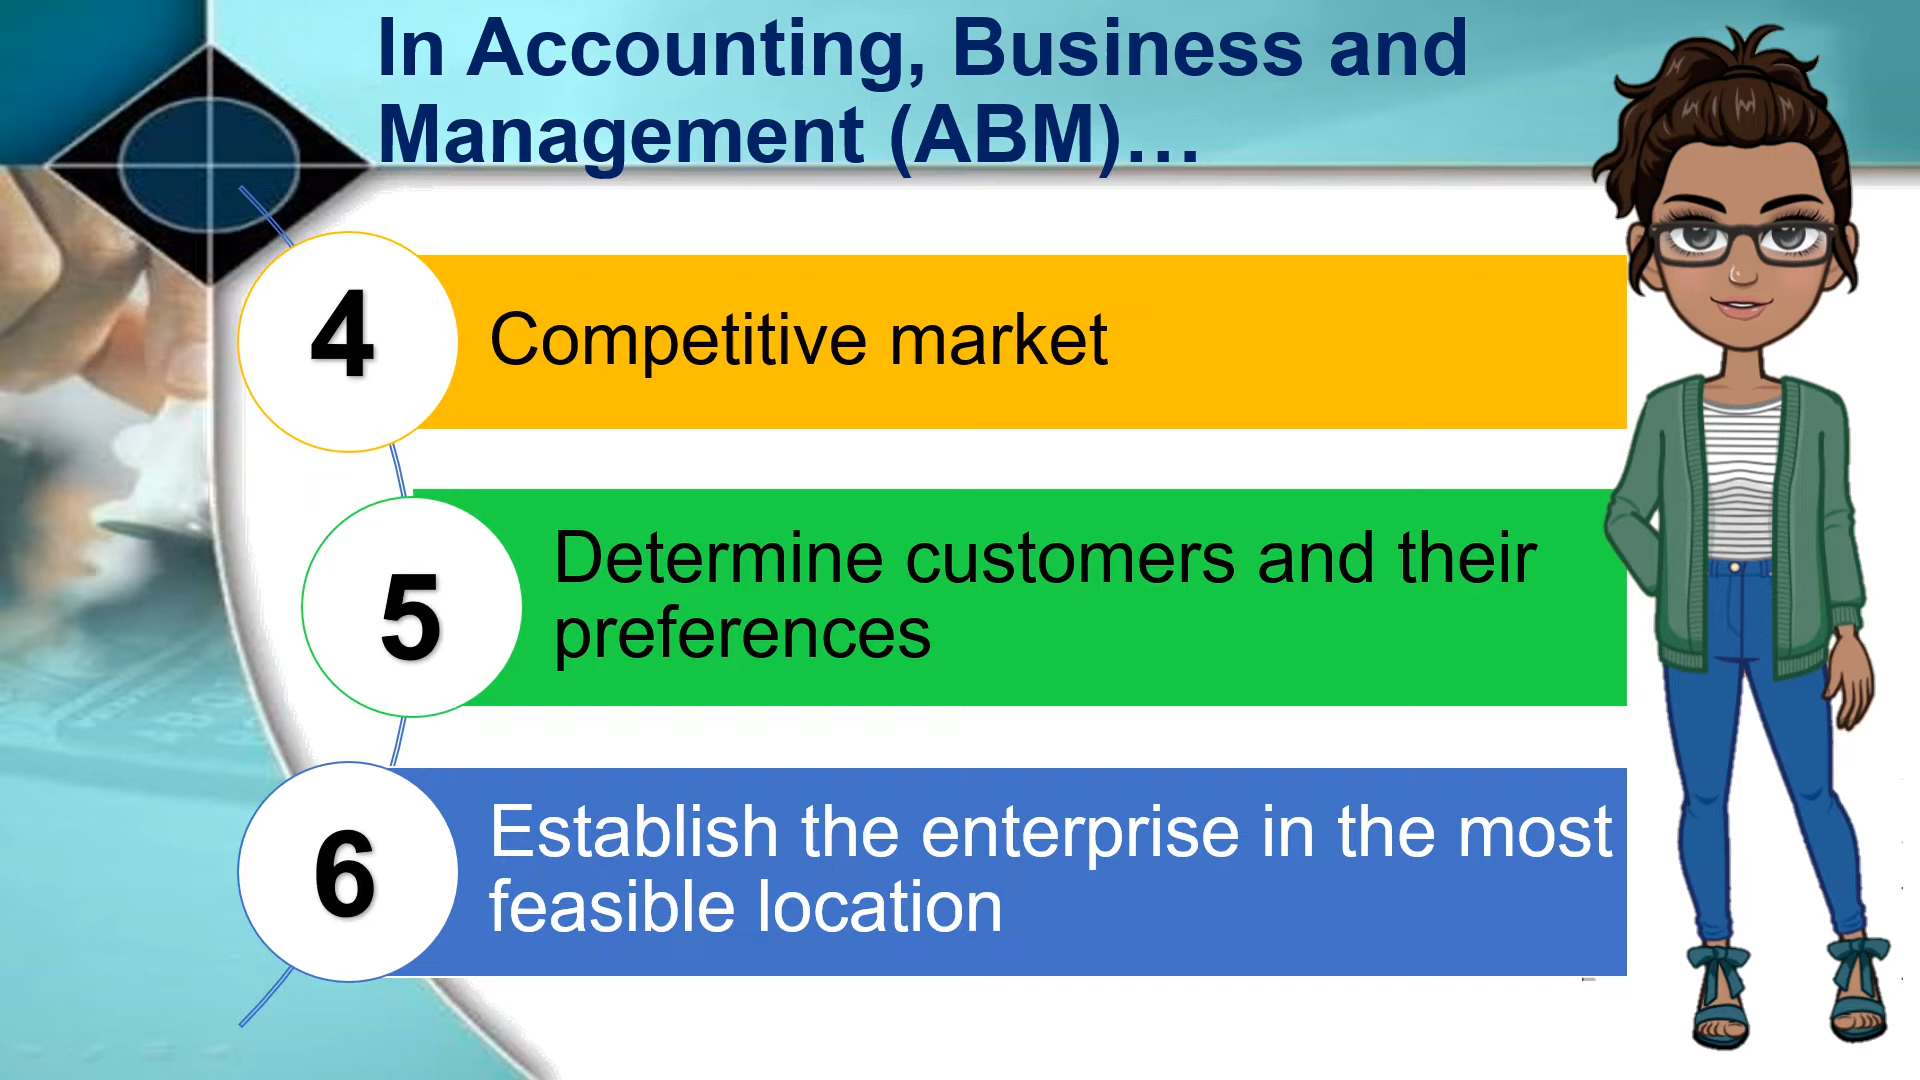 In Accounting, Business and
Management (ABM)…
4
Competitive market
5
Determine customers and their
preferences
6
Establish the enterprise in the most
feasible location